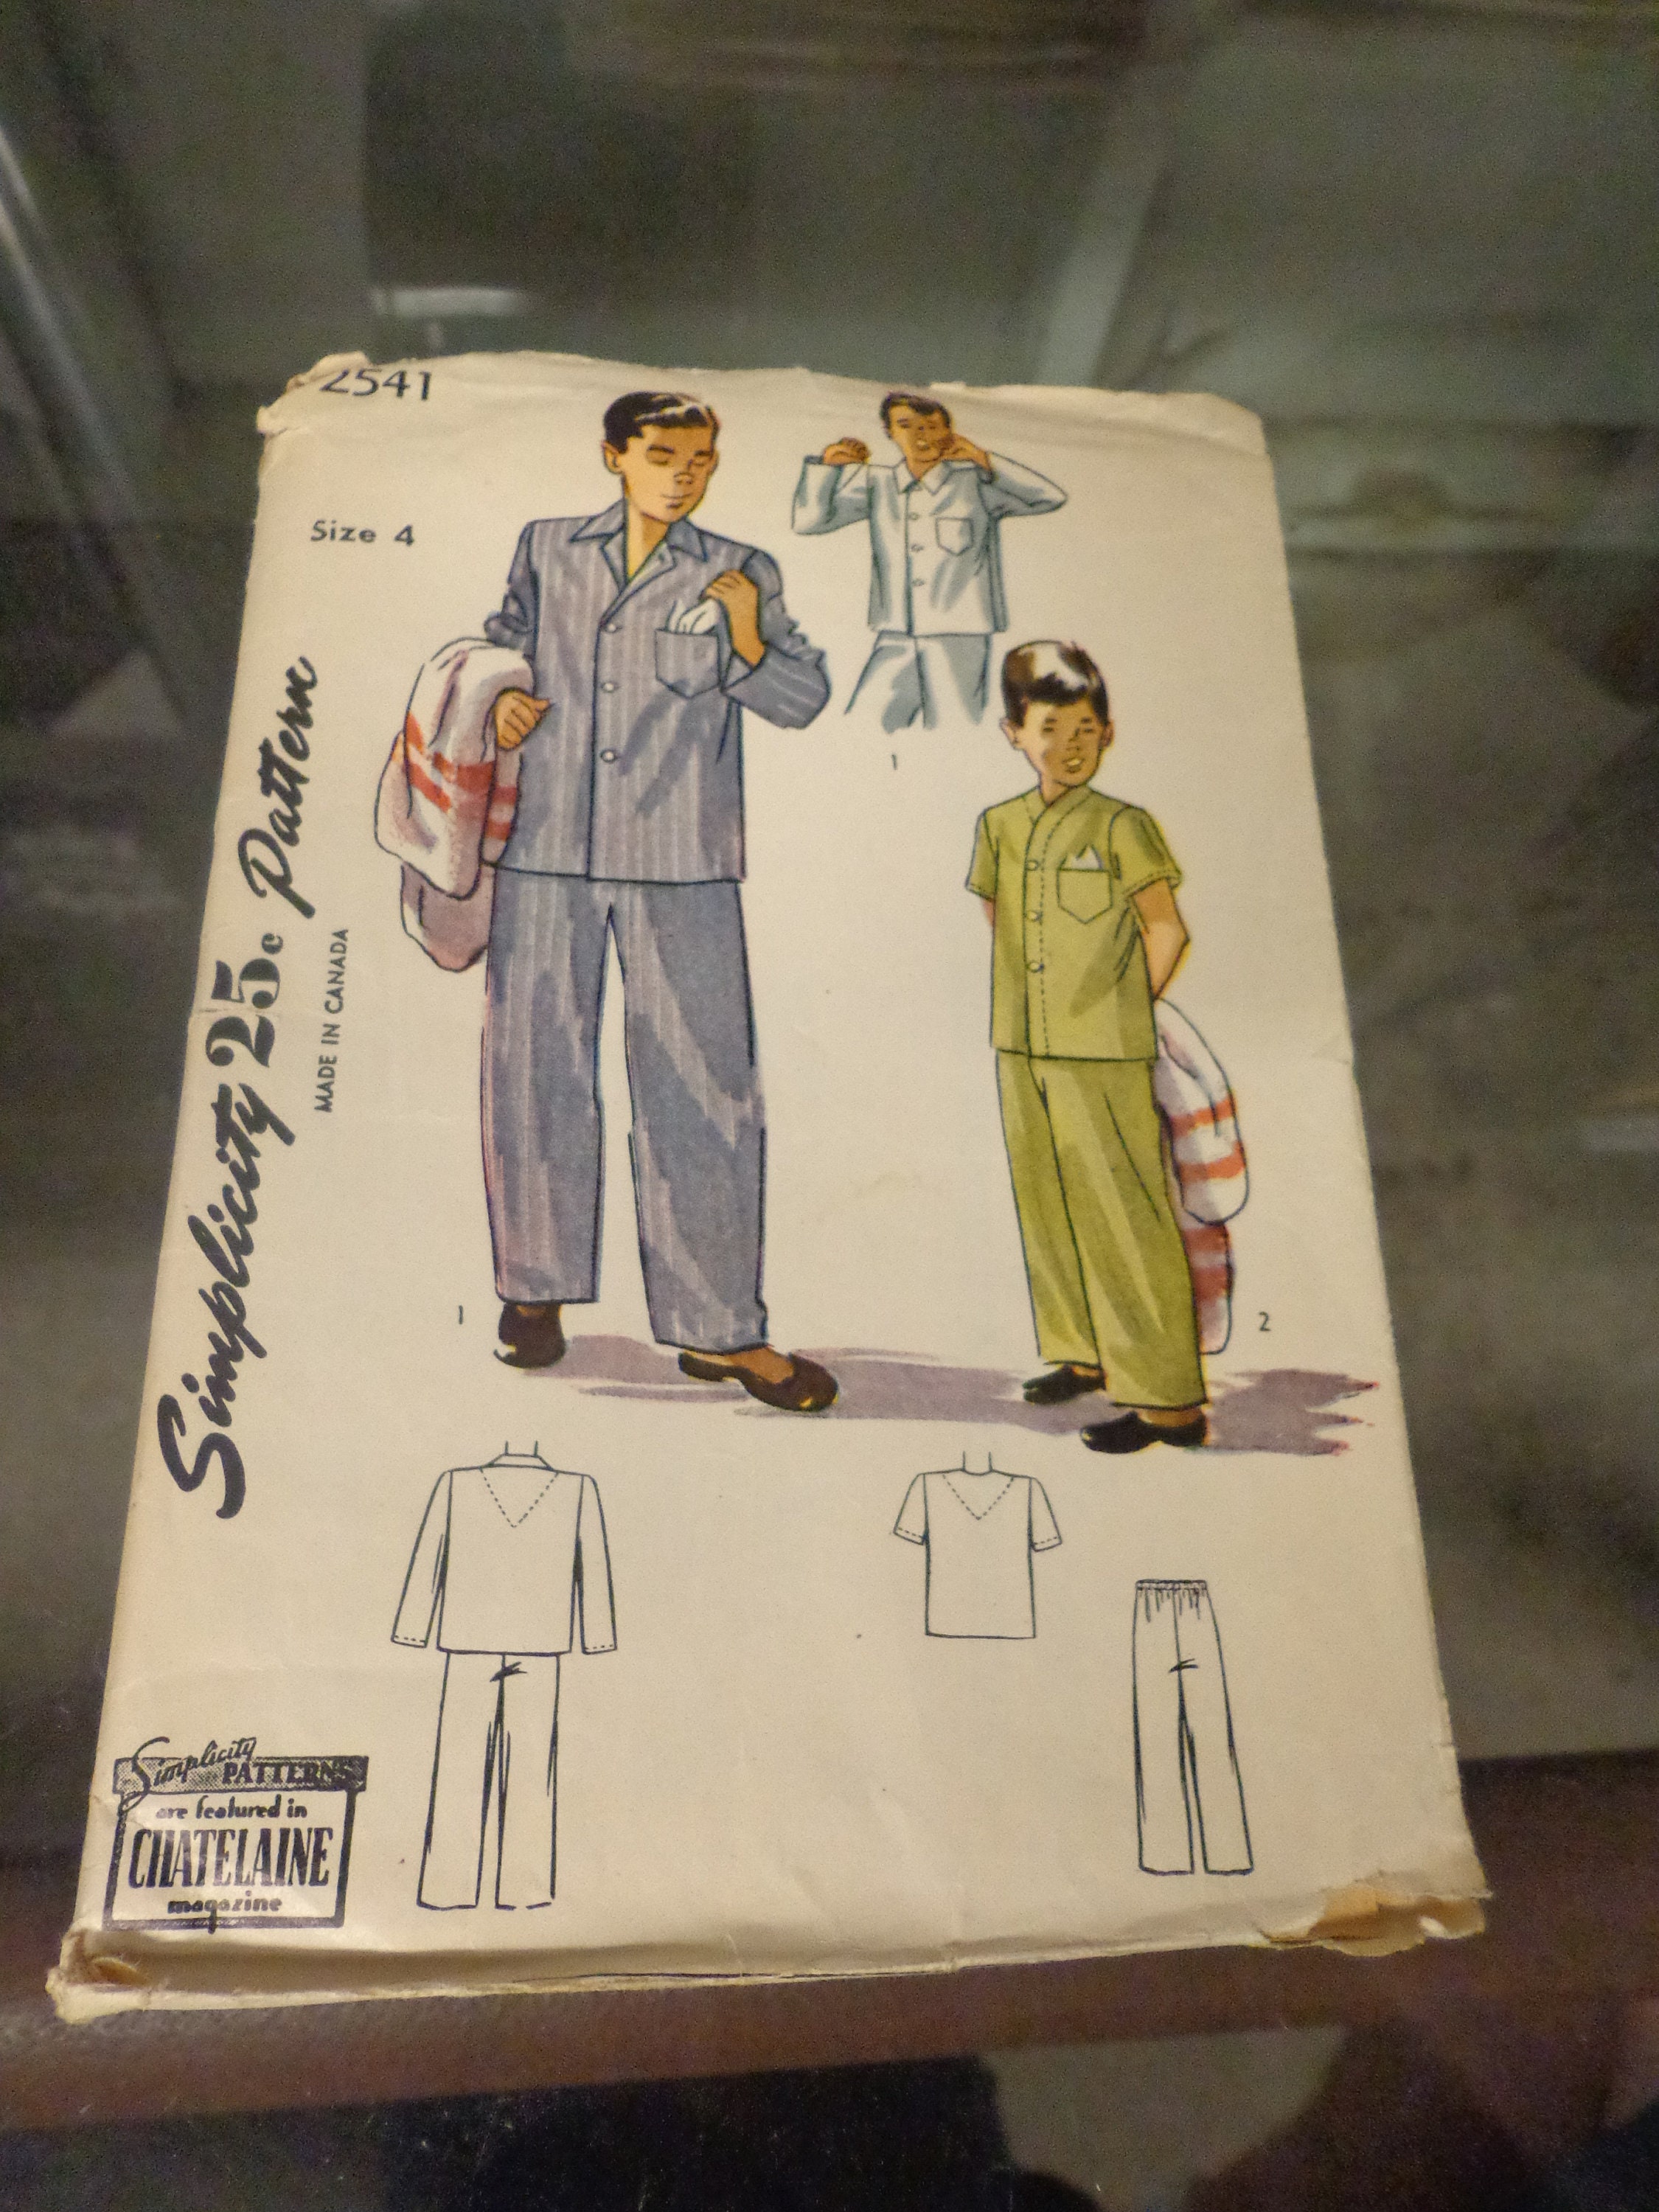 2541
Size 4
Simplicity 25c Pattern
MADE IN CANADA
1
1
2
Simplicity
PATTERNS
are featured in
CHATELAINE
magazine